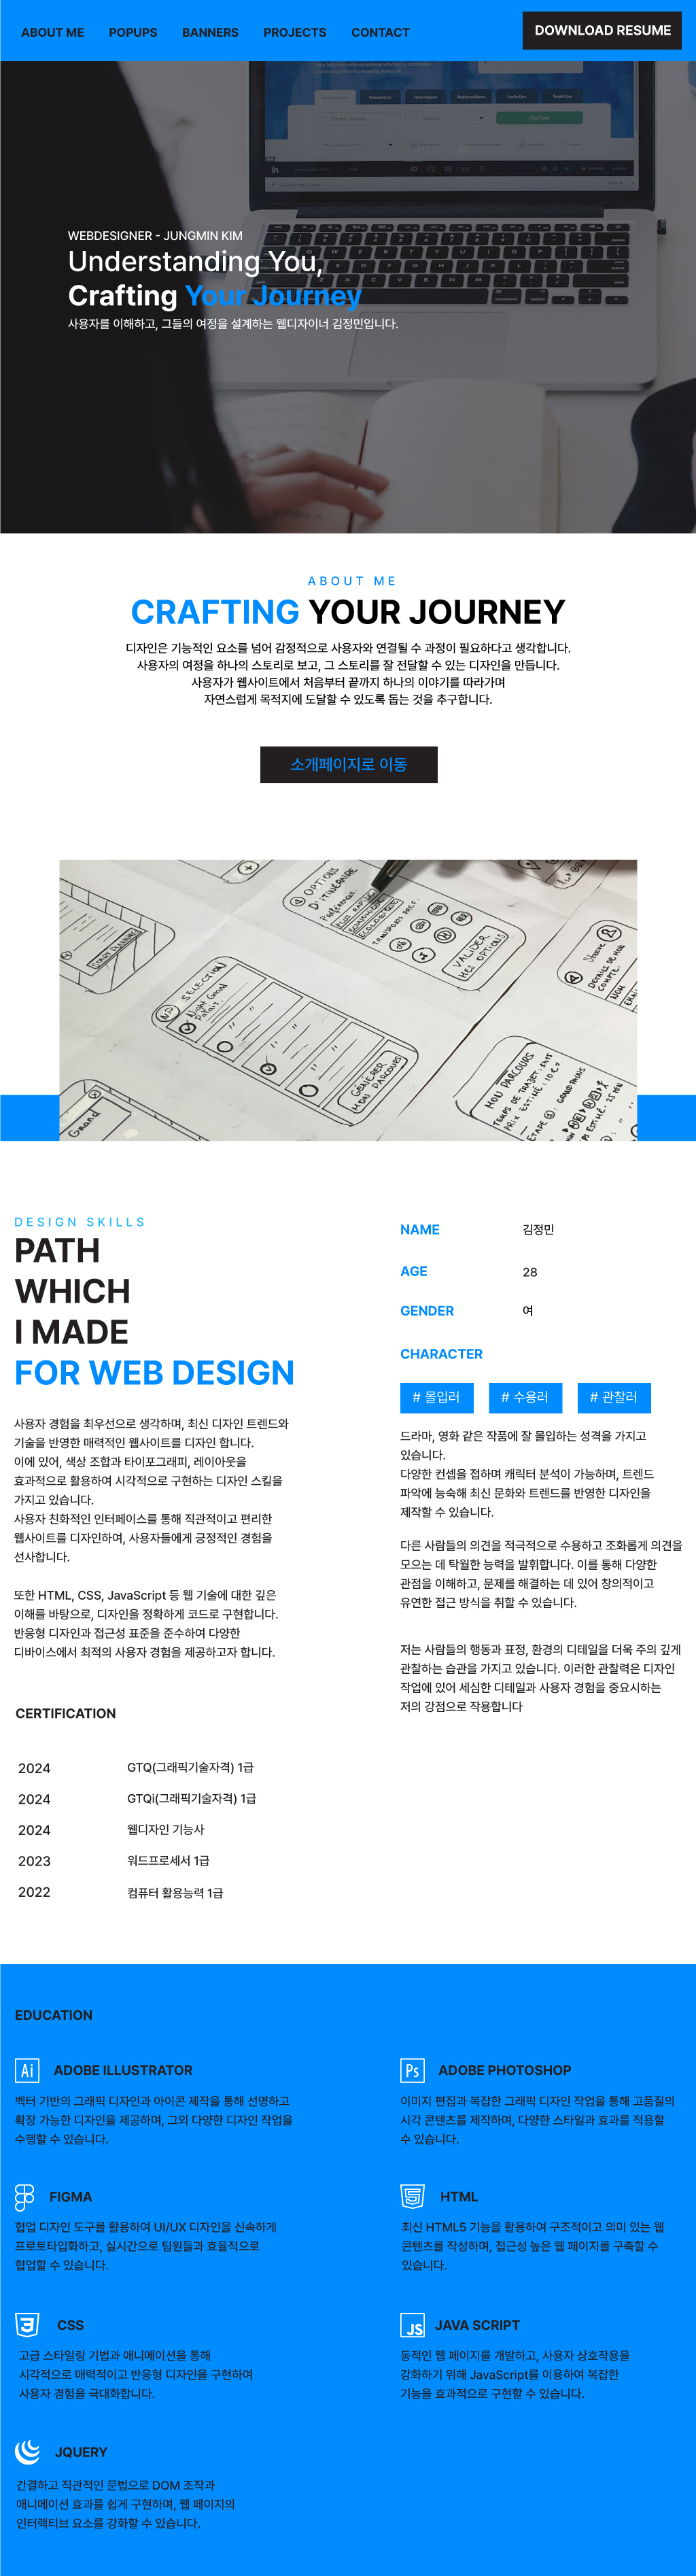 ABOUT ME POPUPS BANNERS PROJECTS CONTACT DOWNLOAD RESUME
WEBDESIGNER - JUNGMIN KIM
Understanding You,
Crafting Your Journey
사용자를 이해하고, 그들의 여정을 설계하는 웹디자이너 김정민입니다.
ABOUT ME
CRAFTING YOUR JOURNEY
디자인은 기능적인 요소를 넘어 감정적으로 사용자와 연결될 수 과정이 필요하다고 생각합니다.
사용자의 여정을 하나의 스토리로 보고, 그 스토리를 잘 전달할 수 있는 디자인을 만듭니다.
사용자가 웹사이트에서 처음부터 끝까지 하나의 이야기를 따라가며
자연스럽게 목적지에 도달할 수 있도록 돕는 것을 추구합니다.
소개페이지로 이동
OPTIONS
D'ITINÉRAIRE
Préférences:
TRANSPORTS PREF.
VALIDER
MES OPTIONS
START PLANNING
SELECTION
GÉNÉRER
MON PARCOURS
Grand
MON PARCOURS
TEMPS DE TRAJET
PRIX ESTIMÉ
DESIGN SKILLS
PATH
WHICH
I MADE
FOR WEB DESIGN
사용자 경험을 최우선으로 생각하며, 최신 디자인 트렌드와
기술을 반영한 매력적인 웹사이트를 디자인 합니다.
이에 있어, 색상 조합과 타이포그래피, 레이아웃을
효과적으로 활용하여 시각적으로 구현하는 디자인 스킬을
가지고 있습니다.
사용자 친화적인 인터페이스를 통해 직관적이고 편리한
웹사이트를 디자인하여, 사용자들에게 긍정적인 경험을
선사합니다.
또한 HTML, CSS, JavaScript 등 웹 기술에 대한 깊은
이해를 바탕으로, 디자인을 정확하게 코드로 구현합니다.
반응형 디자인과 접근성 표준을 준수하여 다양한
디바이스에서 최적의 사용자 경험을 제공하고자 합니다.
CERTIFICATION
2024 GTQ(그래픽기술자격) 1급
2024 GTQi(그래픽기술자격) 1급
2024 웹디자인 기능사
2023 워드프로세서 1급
2022 컴퓨터 활용능력 1급
NAME 김정민
AGE 28
GENDER 여
CHARACTER
# 몰입러 # 수용러 # 관찰러
드라마, 영화 같은 작품에 잘 몰입하는 성격을 가지고
있습니다.
다양한 컨셉을 접하며 캐릭터 분석이 가능하며, 트렌드
파악에 능숙해 최신 문화와 트렌드를 반영한 디자인을
제작할 수 있습니다.
다른 사람들의 의견을 적극적으로 수용하고 조화롭게 의견을
모으는 데 탁월한 능력을 발휘합니다. 이를 통해 다양한
관점을 이해하고, 문제를 해결하는 데 있어 창의적이고
유연한 접근 방식을 취할 수 있습니다.
저는 사람들의 행동과 표정, 환경의 디테일을 더욱 주의 깊게
관찰하는 습관을 가지고 있습니다. 이러한 관찰력은 디자인
작업에 있어 세심한 디테일과 사용자 경험을 중요시하는
저의 강점으로 작용합니다
EDUCATION
Ai ADOBE ILLUSTRATOR
벡터 기반의 그래픽 디자인과 아이콘 제작을 통해 선명하고
확장 가능한 디자인을 제공하며, 그외 다양한 디자인 작업을
수행할 수 있습니다.
Ps ADOBE PHOTOSHOP
이미지 편집과 복잡한 그래픽 디자인 작업을 통해 고품질의
시각 콘텐츠를 제작하며, 다양한 스타일과 효과를 적용할
수 있습니다.
FIGMA
협업 디자인 도구를 활용하여 UI/UX 디자인을 신속하게
프로토타입화하고, 실시간으로 팀원들과 효율적으로
협업할 수 있습니다.
HTML
최신 HTML5 기능을 활용하여 구조적이고 의미 있는 웹
콘텐츠를 작성하며, 접근성 높은 웹 페이지를 구축할 수
있습니다.
CSS
고급 스타일링 기법과 애니메이션을 통해
시각적으로 매력적이고 반응형 디자인을 구현하여
사용자 경험을 극대화합니다.
JS JAVA SCRIPT
동적인 웹 페이지를 개발하고, 사용자 상호작용을
강화하기 위해 JavaScript를 이용하여 복잡한
기능을 효과적으로 구현할 수 있습니다.
JQUERY
간결하고 직관적인 문법으로 DOM 조작과
애니메이션 효과를 쉽게 구현하며, 웹 페이지의
인터랙티브 요소를 강화할 수 있습니다.